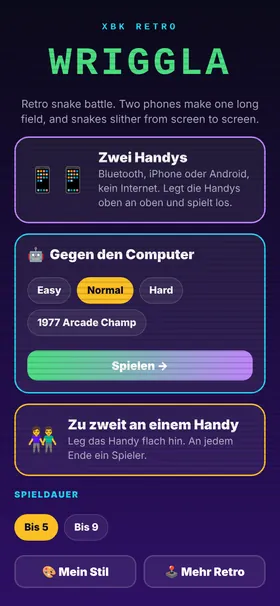 XBK RETRO
WRIGGLA
Retro snake battle. Two phones make one long
field, and snakes slither from screen to screen.
Zwei Handys
Bluetooth, iPhone oder Android,
kein Internet. Legt die Handys
oben an oben und spielt los.
Gegen den Computer
Easy Normal Hard
1977 Arcade Champ
Spielen →
Zu zweit an einem Handy
Leg das Handy flach hin. An jedem
Ende ein Spieler.
SPIELDAUER
Bis 5 Bis 9
Mein Stil Mehr Retro